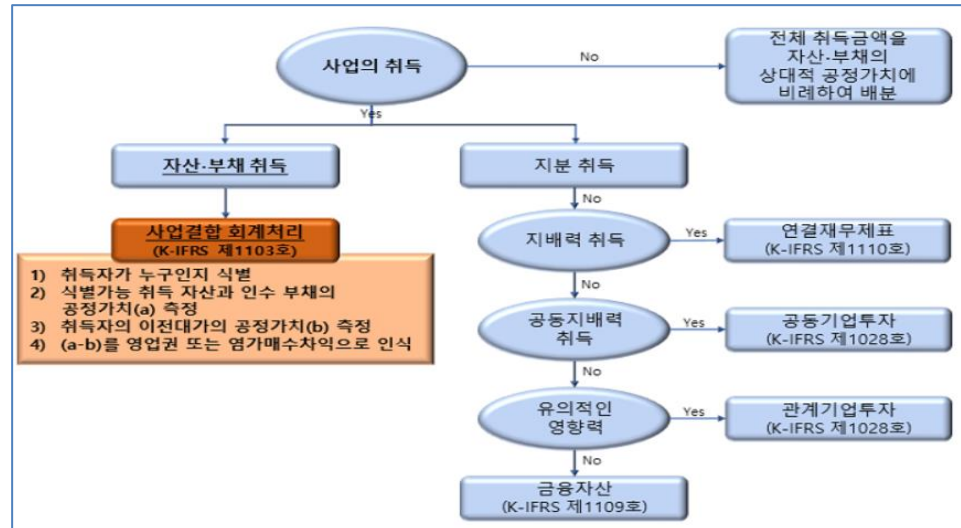 사업의 취득
No
전체 취득금액을
자산·부채의
상대적 공정가치에
비례하여 배분
Yes
자산·부채 취득
지분 취득
No
사업결합 회계처리
(K-IFRS 제1103호)
1) 취득자가 누구인지 식별
2) 식별가능 취득 자산과 인수 부채의
공정가치(a) 측정
3) 취득자의 이전대가의 공정가치(b) 측정
4) (a-b)를 영업권 또는 염가매수차익으로 인식
지배력 취득
Yes
연결재무제표
(K-IFRS 제1110호)
No
공동지배력
취득
Yes
공동기업투자
(K-IFRS 제1028호)
No
유의적인
영향력
Yes
관계기업투자
(K-IFRS 제1028호)
No
금융자산
(K-IFRS 제1109호)